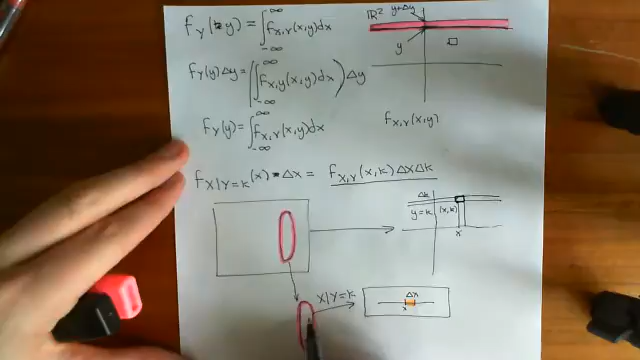 f_Y(y) = ∫_{-∞}^{∞} f_{X,Y}(x,y)dx
ℝ² y+Δy
y
f_Y(y)Δy = (∫_{-∞}^{∞} f_{X,Y}(x,y)dx) Δy
f_Y(y) = ∫_{-∞}^{∞} f_{X,Y}(x,y)dx
f_{X,Y}(x,y)
f_{X|Y=k}(x) · Δx = f_{X,Y}(x,k)ΔxΔk
Δk
y=k (x,k)
x
X|Y=k
Δx
x